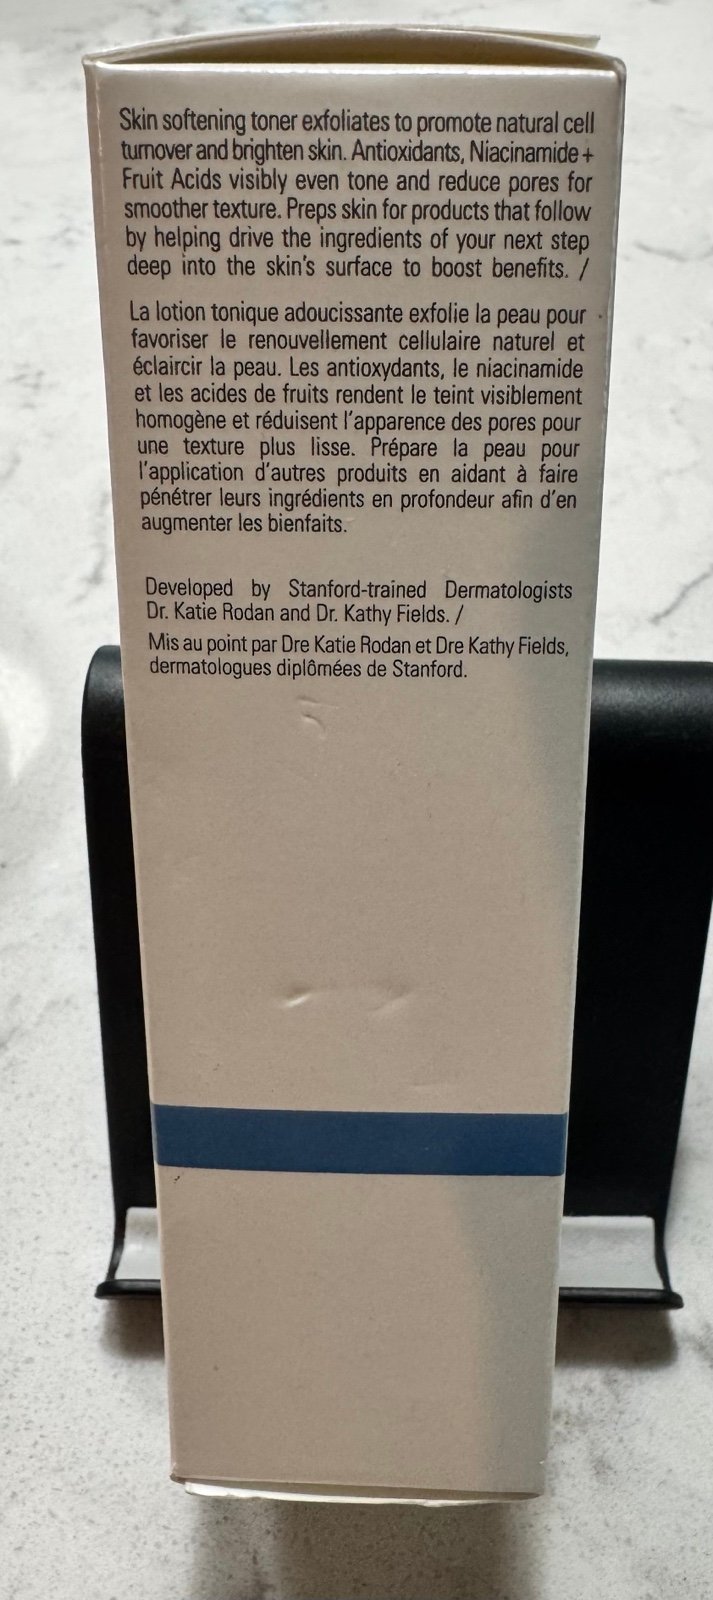 Skin softening toner exfoliates to promote natural cell
turnover and brighten skin. Antioxidants, Niacinamide +
Fruit Acids visibly even tone and reduce pores for
smoother texture. Preps skin for products that follow
by helping drive the ingredients of your next step
deep into the skin's surface to boost benefits. /
La lotion tonique adoucissante exfolie la peau pour
favoriser le renouvellement cellulaire naturel et
éclaircir la peau. Les antioxydants, le niacinamide
et les acides de fruits rendent le teint visiblement
homogène et réduisent l'apparence des pores pour
une texture plus lisse. Prépare la peau pour
l'application d'autres produits en aidant à faire
pénétrer leurs ingrédients en profondeur afin d'en
augmenter les bienfaits.
Developed by Stanford-trained Dermatologists
Dr. Katie Rodan and Dr. Kathy Fields. /
Mis au point par Dre Katie Rodan et Dre Kathy Fields,
dermatologues diplômées de Stanford.